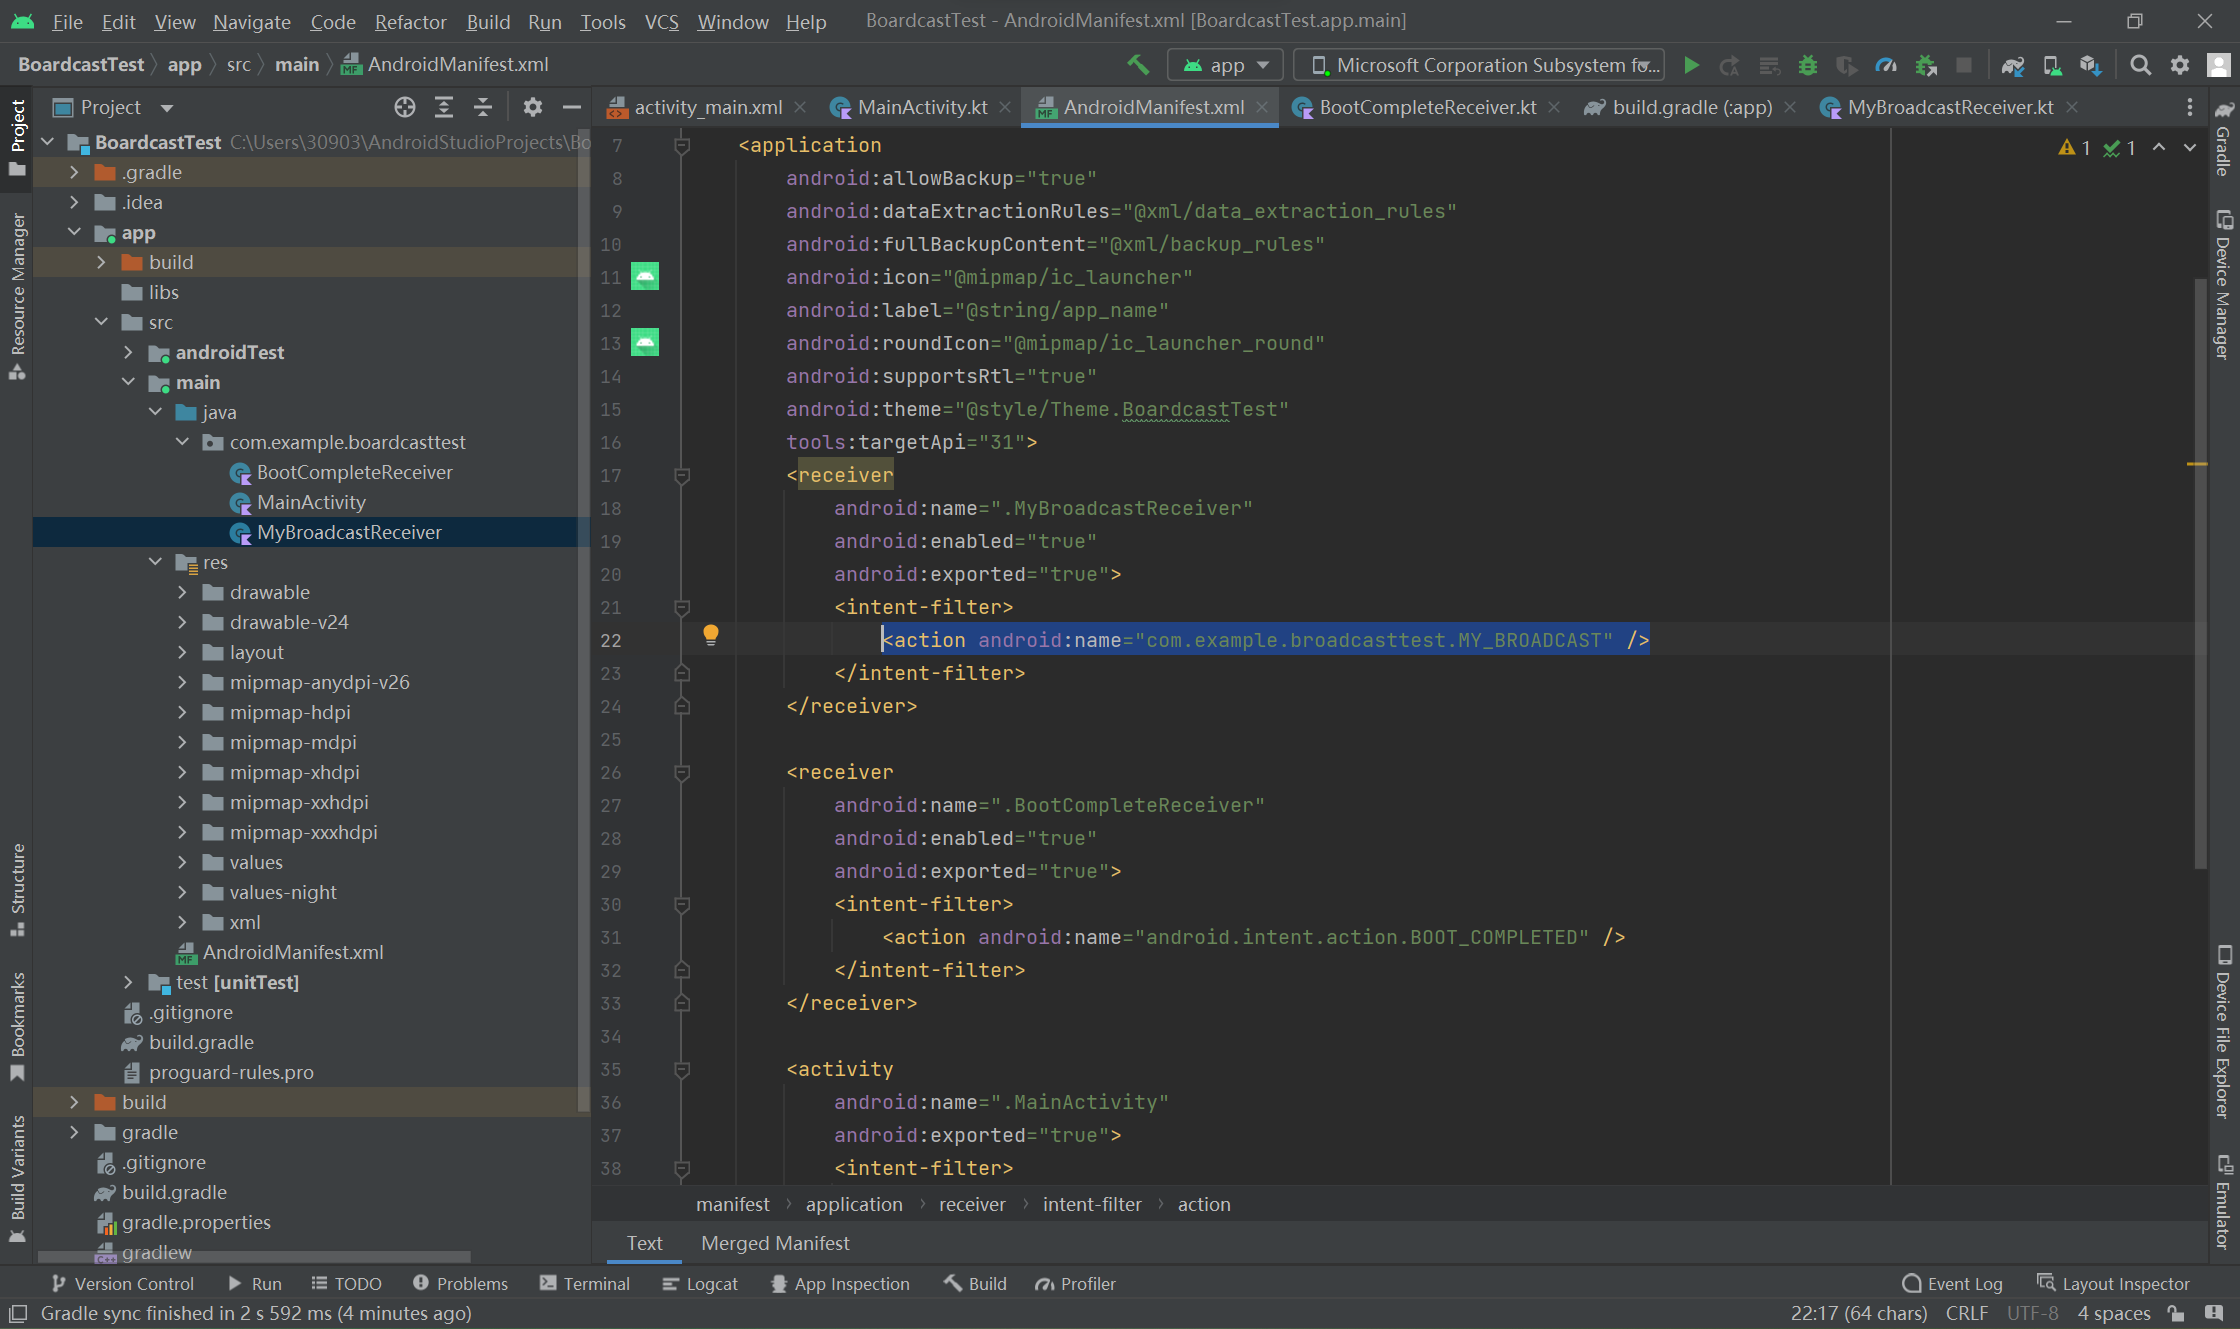 File Edit View Navigate Code Refactor Build Run Tools VCS Window Help BoardcastTest - AndroidManifest.xml [BoardcastTest.app.main]
BoardcastTest app src main AndroidManifest.xml app Microsoft Corporation Subsystem fo...
Project
activity_main.xml MainActivity.kt AndroidManifest.xml BootCompleteReceiver.kt build.gradle (:app) MyBroadcastReceiver.kt
Project
Resource Manager
Structure
Bookmarks
Build Variants
BoardcastTest C:\Users\30903\AndroidStudioProjects\Bo
.gradle
.idea
app
build
libs
src
androidTest
main
java
com.example.boardcasttest
BootCompleteReceiver
MainActivity
MyBroadcastReceiver
res
drawable
drawable-v24
layout
mipmap-anydpi-v26
mipmap-hdpi
mipmap-mdpi
mipmap-xhdpi
mipmap-xxhdpi
mipmap-xxxhdpi
values
values-night
xml
AndroidManifest.xml
test [unitTest]
.gitignore
build.gradle
proguard-rules.pro
build
gradle
.gitignore
build.gradle
gradle.properties
gradlew
1 1
7 <application
8 android:allowBackup="true"
9 android:dataExtractionRules="@xml/data_extraction_rules"
10 android:fullBackupContent="@xml/backup_rules"
11 android:icon="@mipmap/ic_launcher"
12 android:label="@string/app_name"
13 android:roundIcon="@mipmap/ic_launcher_round"
14 android:supportsRtl="true"
15 android:theme="@style/Theme.BoardcastTest"
16 tools:targetApi="31">
17 <receiver
18 android:name=".MyBroadcastReceiver"
19 android:enabled="true"
20 android:exported="true">
21 <intent-filter>
22 <action android:name="com.example.broadcasttest.MY_BROADCAST" />
23 </intent-filter>
24 </receiver>
25
26 <receiver
27 android:name=".BootCompleteReceiver"
28 android:enabled="true"
29 android:exported="true">
30 <intent-filter>
31 <action android:name="android.intent.action.BOOT_COMPLETED" />
32 </intent-filter>
33 </receiver>
34
35 <activity
36 android:name=".MainActivity"
37 android:exported="true">
38 <intent-filter>
manifest application receiver intent-filter action
Text Merged Manifest
Gradle
Device Manager
Device File Explorer
Emulator
Version Control Run TODO Problems Terminal Logcat App Inspection Build Profiler Event Log Layout Inspector
Gradle sync finished in 2 s 592 ms (4 minutes ago) 22:17 (64 chars) CRLF UTF-8 4 spaces